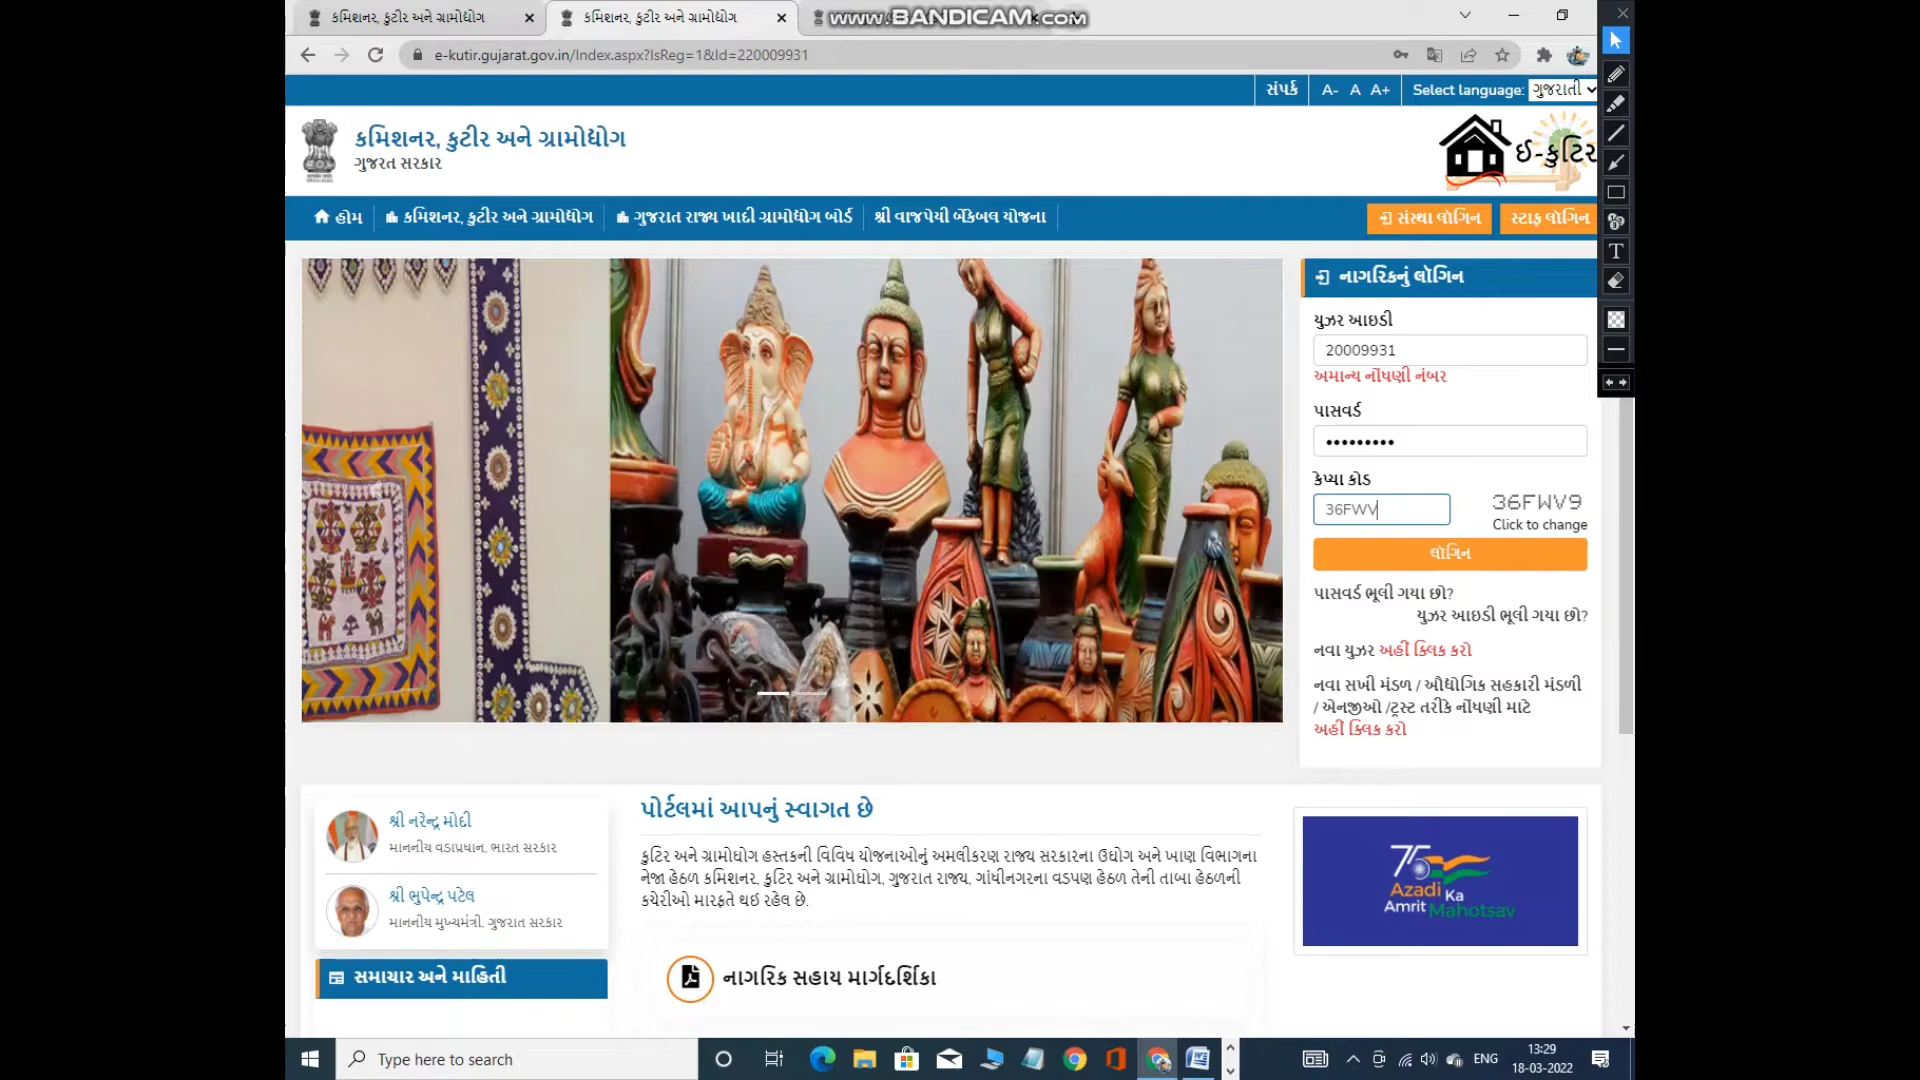 કમિશનર, કુટીર અને ગ્રામોદ્યોગ
કમિશનર, કુટીર અને ગ્રામોદ્યોગ
www.BANDICAM.com
e-kutir.gujarat.gov.in/Index.aspx?IsReg=1&Id=220009931
સંપર્ક A- A A+ Select language: ગુજરાતી
કમિશનર, કુટીર અને ગ્રામોદ્યોગ
ગુજરત સરકાર
ઈ-કુટિર
હોમ કમિશનર, કુટીર અને ગ્રામોદ્યોગ ગુજરાત રાજ્ય ખાદી ગ્રામોદ્યોગ બોર્ડ શ્રી વાજપેયી બેંકેબલ યોજના સંસ્થા લોગિન સ્ટાફ લોગિન
નાગરિકનું લૉગિન
યુઝર આઇડી
20009931
અમાન્ય નોંધણી નંબર
પાસવર્ડ
કેપ્ચા કોડ
36FWV 36FWV9
Click to change
લોગિન
પાસવર્ડ ભૂલી ગયા છો?
યુઝર આઇડી ભૂલી ગયા છો?
નવા યુઝર અહીં ક્લિક કરો
નવા સખી મંડળ / ઔદ્યોગિક સહકારી મંડળી
/ એનજીઓ /ટ્રસ્ટ તરીકે નોંધણી માટે
અહીં ક્લિક કરો
શ્રી નરેન્દ્ર મોદી
માનનીય વડાપ્રધાન, ભારત સરકાર
શ્રી ભુપેન્દ્ર પટેલ
માનનીય મુખ્યમંત્રી, ગુજરાત સરકાર
સમાચાર અને માહિતી
પોર્ટલમાં આપનું સ્વાગત છે
કુટિર અને ગ્રામોઘોગ હસ્તકની વિવિધ યોજનાઓનું અમલીકરણ રાજ્ય સરકારના ઉઘોગ અને ખાણ વિભાગના
નેજા હેઠળ કમિશનર, કુટિર અને ગ્રામોઘોગ, ગુજરાત રાજ્ય, ગાંધીનગરના વડપણ હેઠળ તેની તાબા હેઠળની
કચેરીઓ મારફતે થઈ રહેલ છે.
નાગરિક સહાય માર્ગદર્શિકા
75
Azadi Ka
Amrit Mahotsav
Type here to search
ENG
13:29
18-03-2022